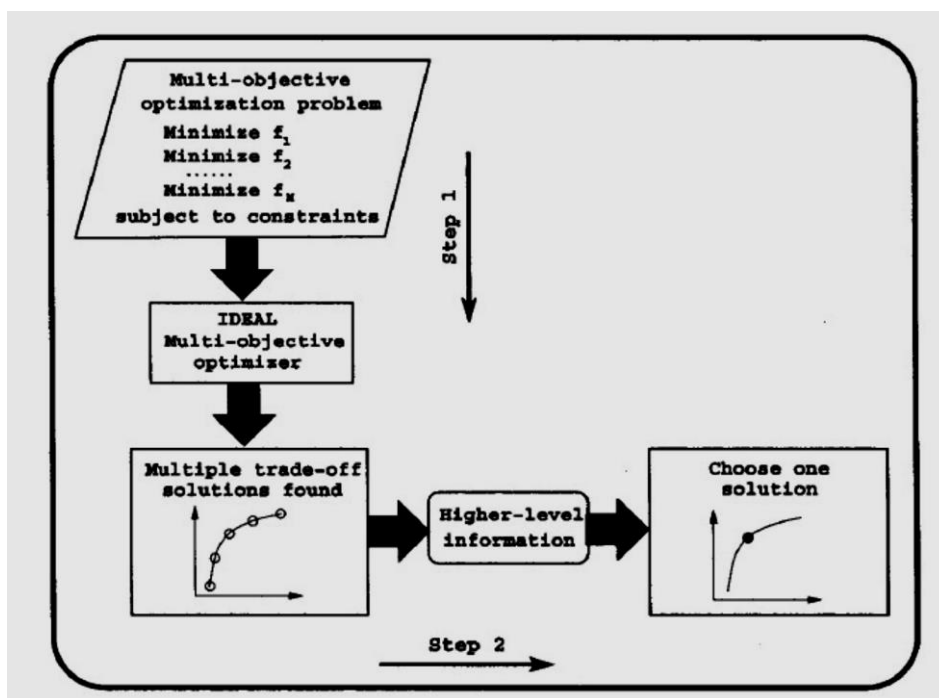 Multi-objective
optimization problem
Minimize f1
Minimize f2
......
Minimize fM
subject to constraints
Step 1
IDEAL
Multi-objective
optimizer
Multiple trade-off
solutions found
Higher-level
information
Choose one
solution
Step 2